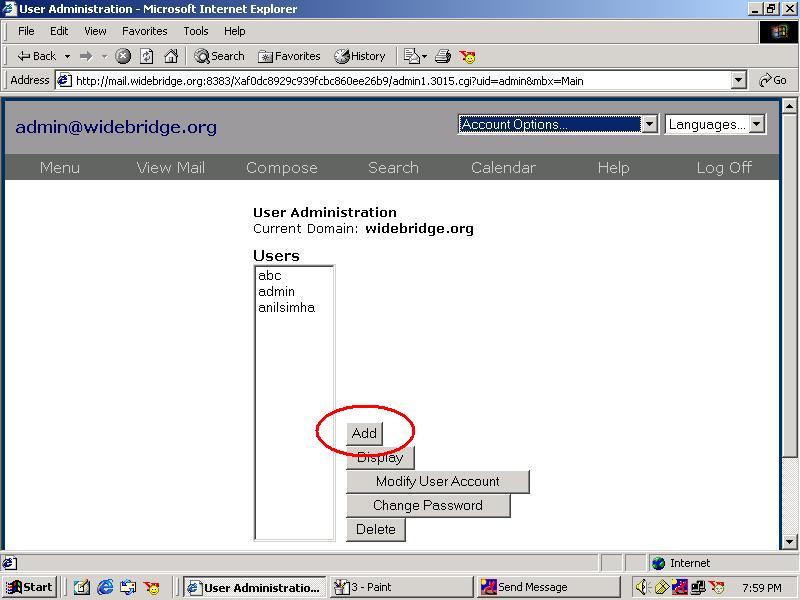 User Administration - Microsoft Internet Explorer
File Edit View Favorites Tools Help
Back Search Favorites History
Address http://mail.widebridge.org:8383/Xaf0dc8929c939fcbc860ee26b9/admin1.3015.cgi?uid=admin&mbx=Main Go
admin@widebridge.org Account Options... Languages...
Menu View Mail Compose Search Calendar Help Log Off
User Administration
Current Domain: widebridge.org
Users
abc
admin
anilsimha
Add
Display
Modify User Account
Change Password
Delete
Internet
Start User Administratio... 3 - Paint Send Message 7:59 PM